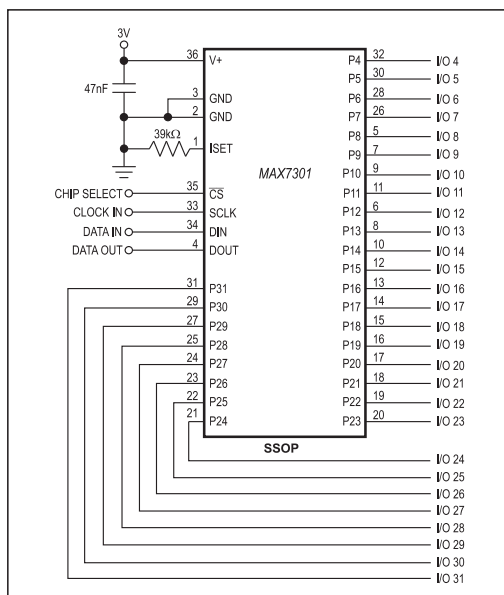 3V
36 V+ P4 32 I/O 4
P5 30 I/O 5
47nF
3 GND P6 28 I/O 6
2 GND P7 26 I/O 7
39kΩ
1 ISET P8 5 I/O 8
P9 7 I/O 9
MAX7301
P10 9 I/O 10
CHIP SELECT 35 CS P11 11 I/O 11
CLOCK IN 33 SCLK P12 6 I/O 12
DATA IN 34 DIN P13 8 I/O 13
DATA OUT 4 DOUT P14 10 I/O 14
P15 12 I/O 15
31 P31 P16 13 I/O 16
29 P30 P17 14 I/O 17
27 P29 P18 15 I/O 18
25 P28 P19 16 I/O 19
24 P27 P20 17 I/O 20
23 P26 P21 18 I/O 21
22 P25 P22 19 I/O 22
21 P24 P23 20 I/O 23
SSOP
I/O 24
I/O 25
I/O 26
I/O 27
I/O 28
I/O 29
I/O 30
I/O 31